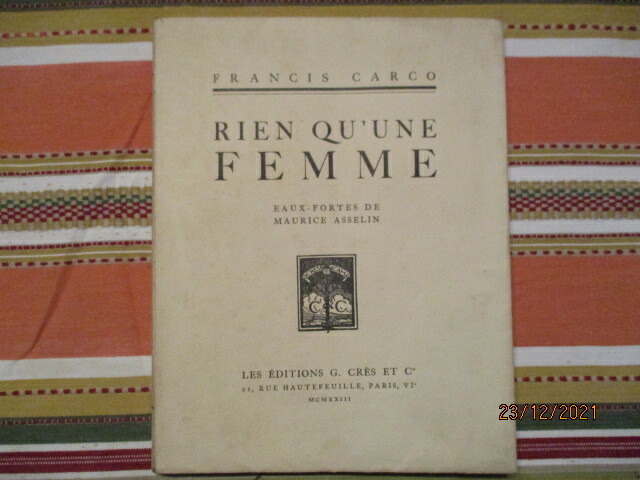 FRANCIS CARCO
RIEN QU'UNE
FEMME
EAUX-FORTES DE
MAURICE ASSELIN
C & C
LES ÉDITIONS G. CRÈS ET Cie
21, RUE HAUTEFEUILLE, PARIS, VIe
MCMXXIII
23/12/2021